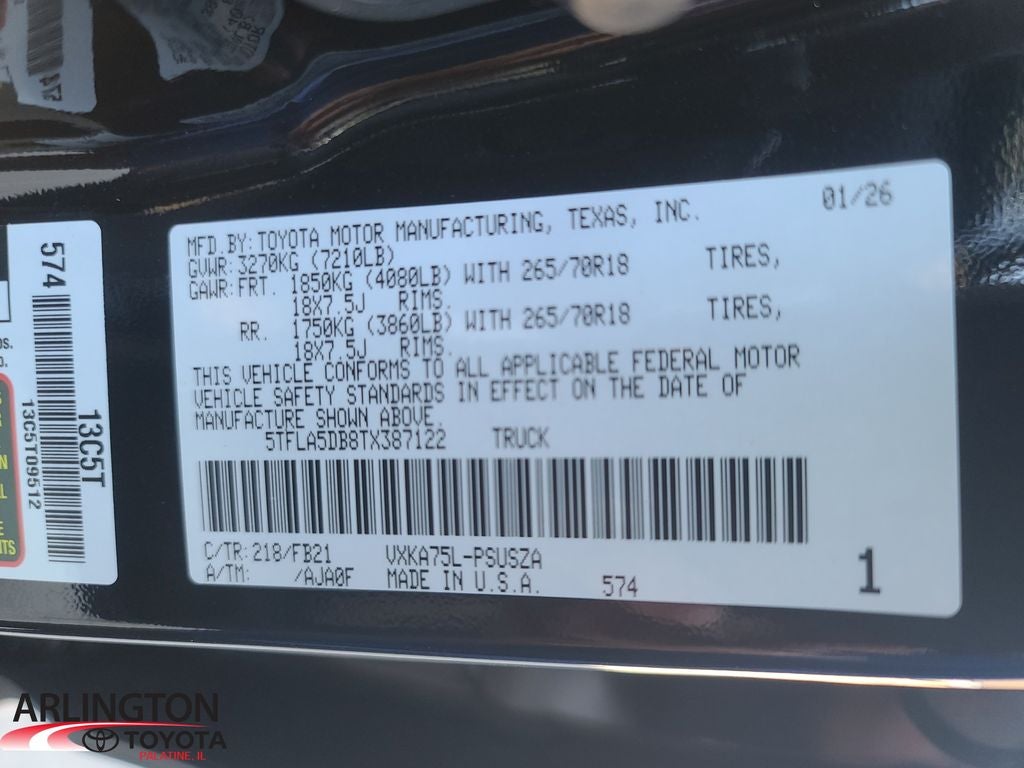 MFD. BY: TOYOTA MOTOR MANUFACTURING, TEXAS, INC. 01/26
GVWR: 3270KG (7210LB)
GAWR: FRT. 1850KG (4080LB) WITH 265/70R18 TIRES,
18X7.5J RIMS.
RR. 1750KG (3860LB) WITH 265/70R18 TIRES,
18X7.5J RIMS.
THIS VEHICLE CONFORMS TO ALL APPLICABLE FEDERAL MOTOR
VEHICLE SAFETY STANDARDS IN EFFECT ON THE DATE OF
MANUFACTURE SHOWN ABOVE.
5TFLA5DB8TX387122 TRUCK
C/TR: 218/FB21 VXKA75L-PSUSZA
A/TM: /AJA0F MADE IN U.S.A. 574
1
574
13C5T
13C5T09512
ARLINGTON
TOYOTA
PALATINE, IL